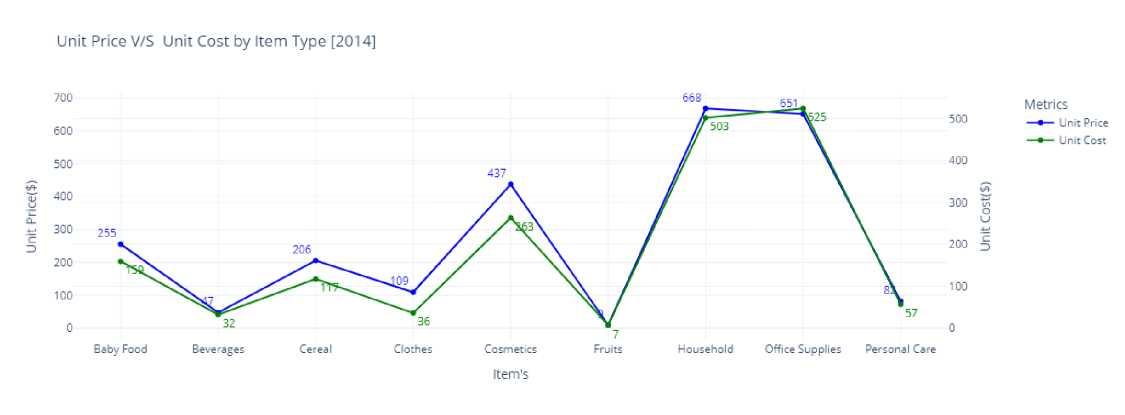 Unit Price V/S  Unit Cost by Item Type [2014]
Metrics
Unit Price
Unit Cost
Unit Price($)
700
600
500
400
300
200
100
0
Unit Cost($)
500
400
300
200
100
0
255
47
206
109
437
668
651
159
32
117
36
263
7
503
525
57
Baby Food
Beverages
Cereal
Clothes
Cosmetics
Fruits
Household
Office Supplies
Personal Care
Item's